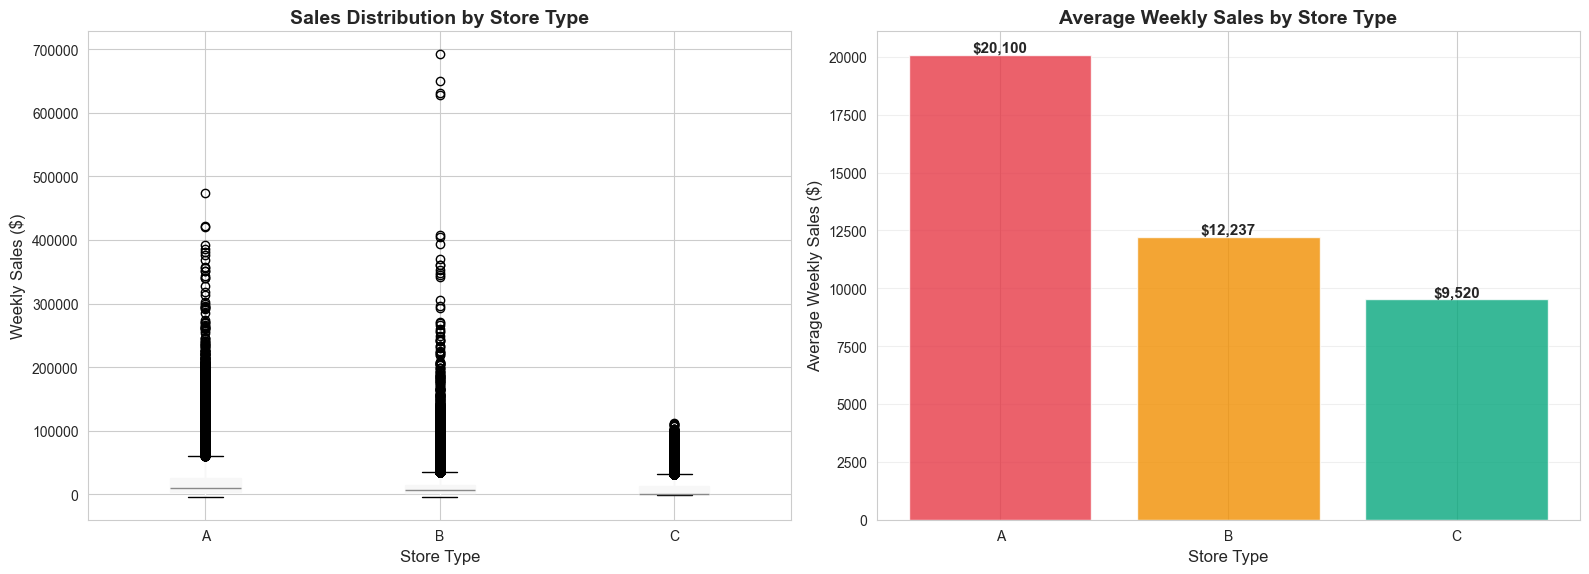 Sales Distribution by Store Type
700000
600000
500000
400000
300000
200000
100000
0
Weekly Sales ($)
A
B
C
Store Type
Average Weekly Sales by Store Type
20000
17500
15000
12500
10000
7500
5000
2500
0
Average Weekly Sales ($)
$20,100
$12,237
$9,520
A
B
C
Store Type